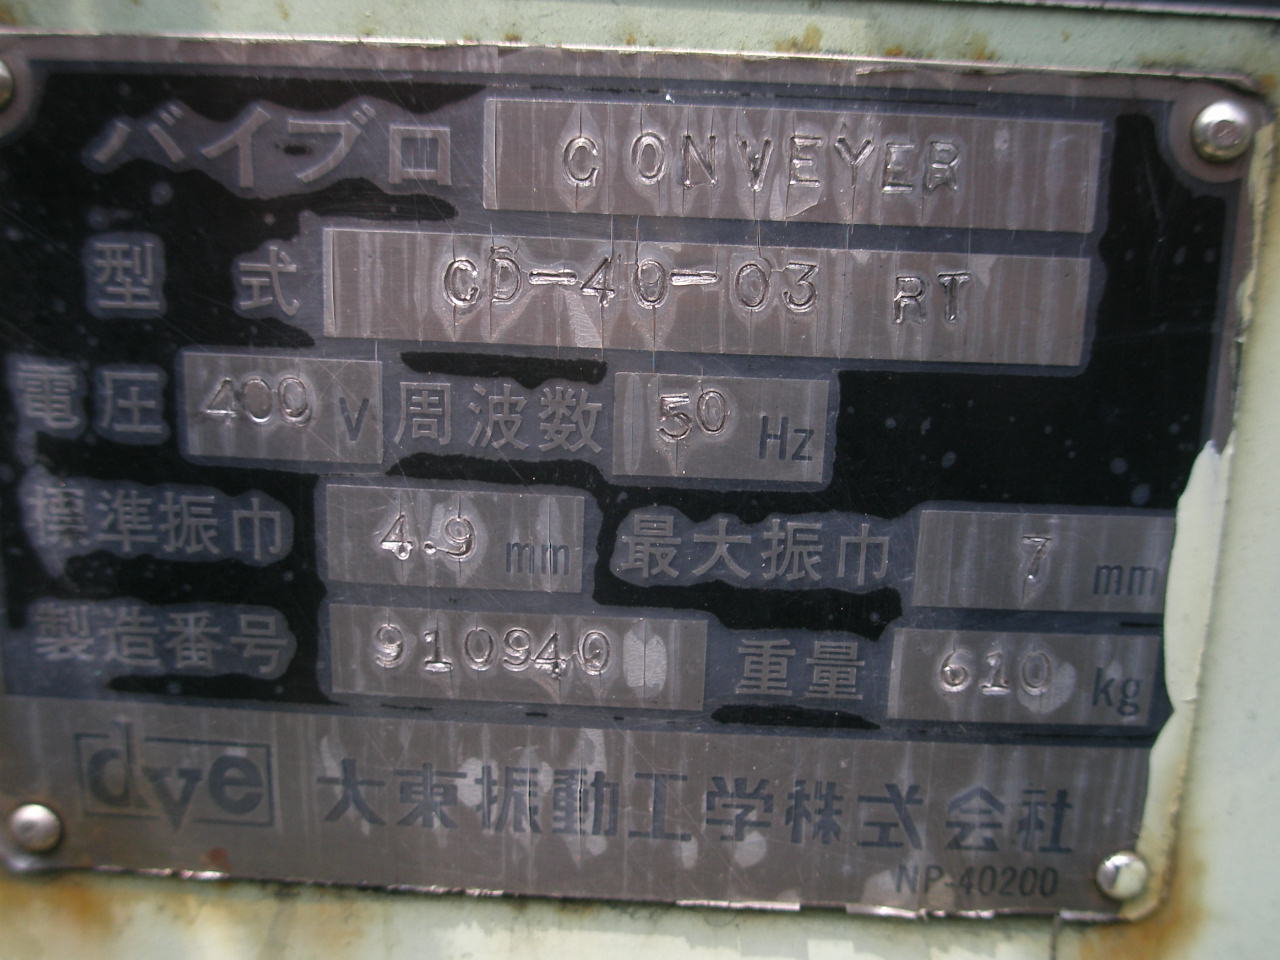 バイブロ CONVEYER
型式 CD-40-03 RT
電圧 400 V 周波数 50 Hz
標準振巾 4.9 mm 最大振巾 7 mm
製造番号 910940 重量 610 kg
dve 大東振動工学株式会社
NP-40200